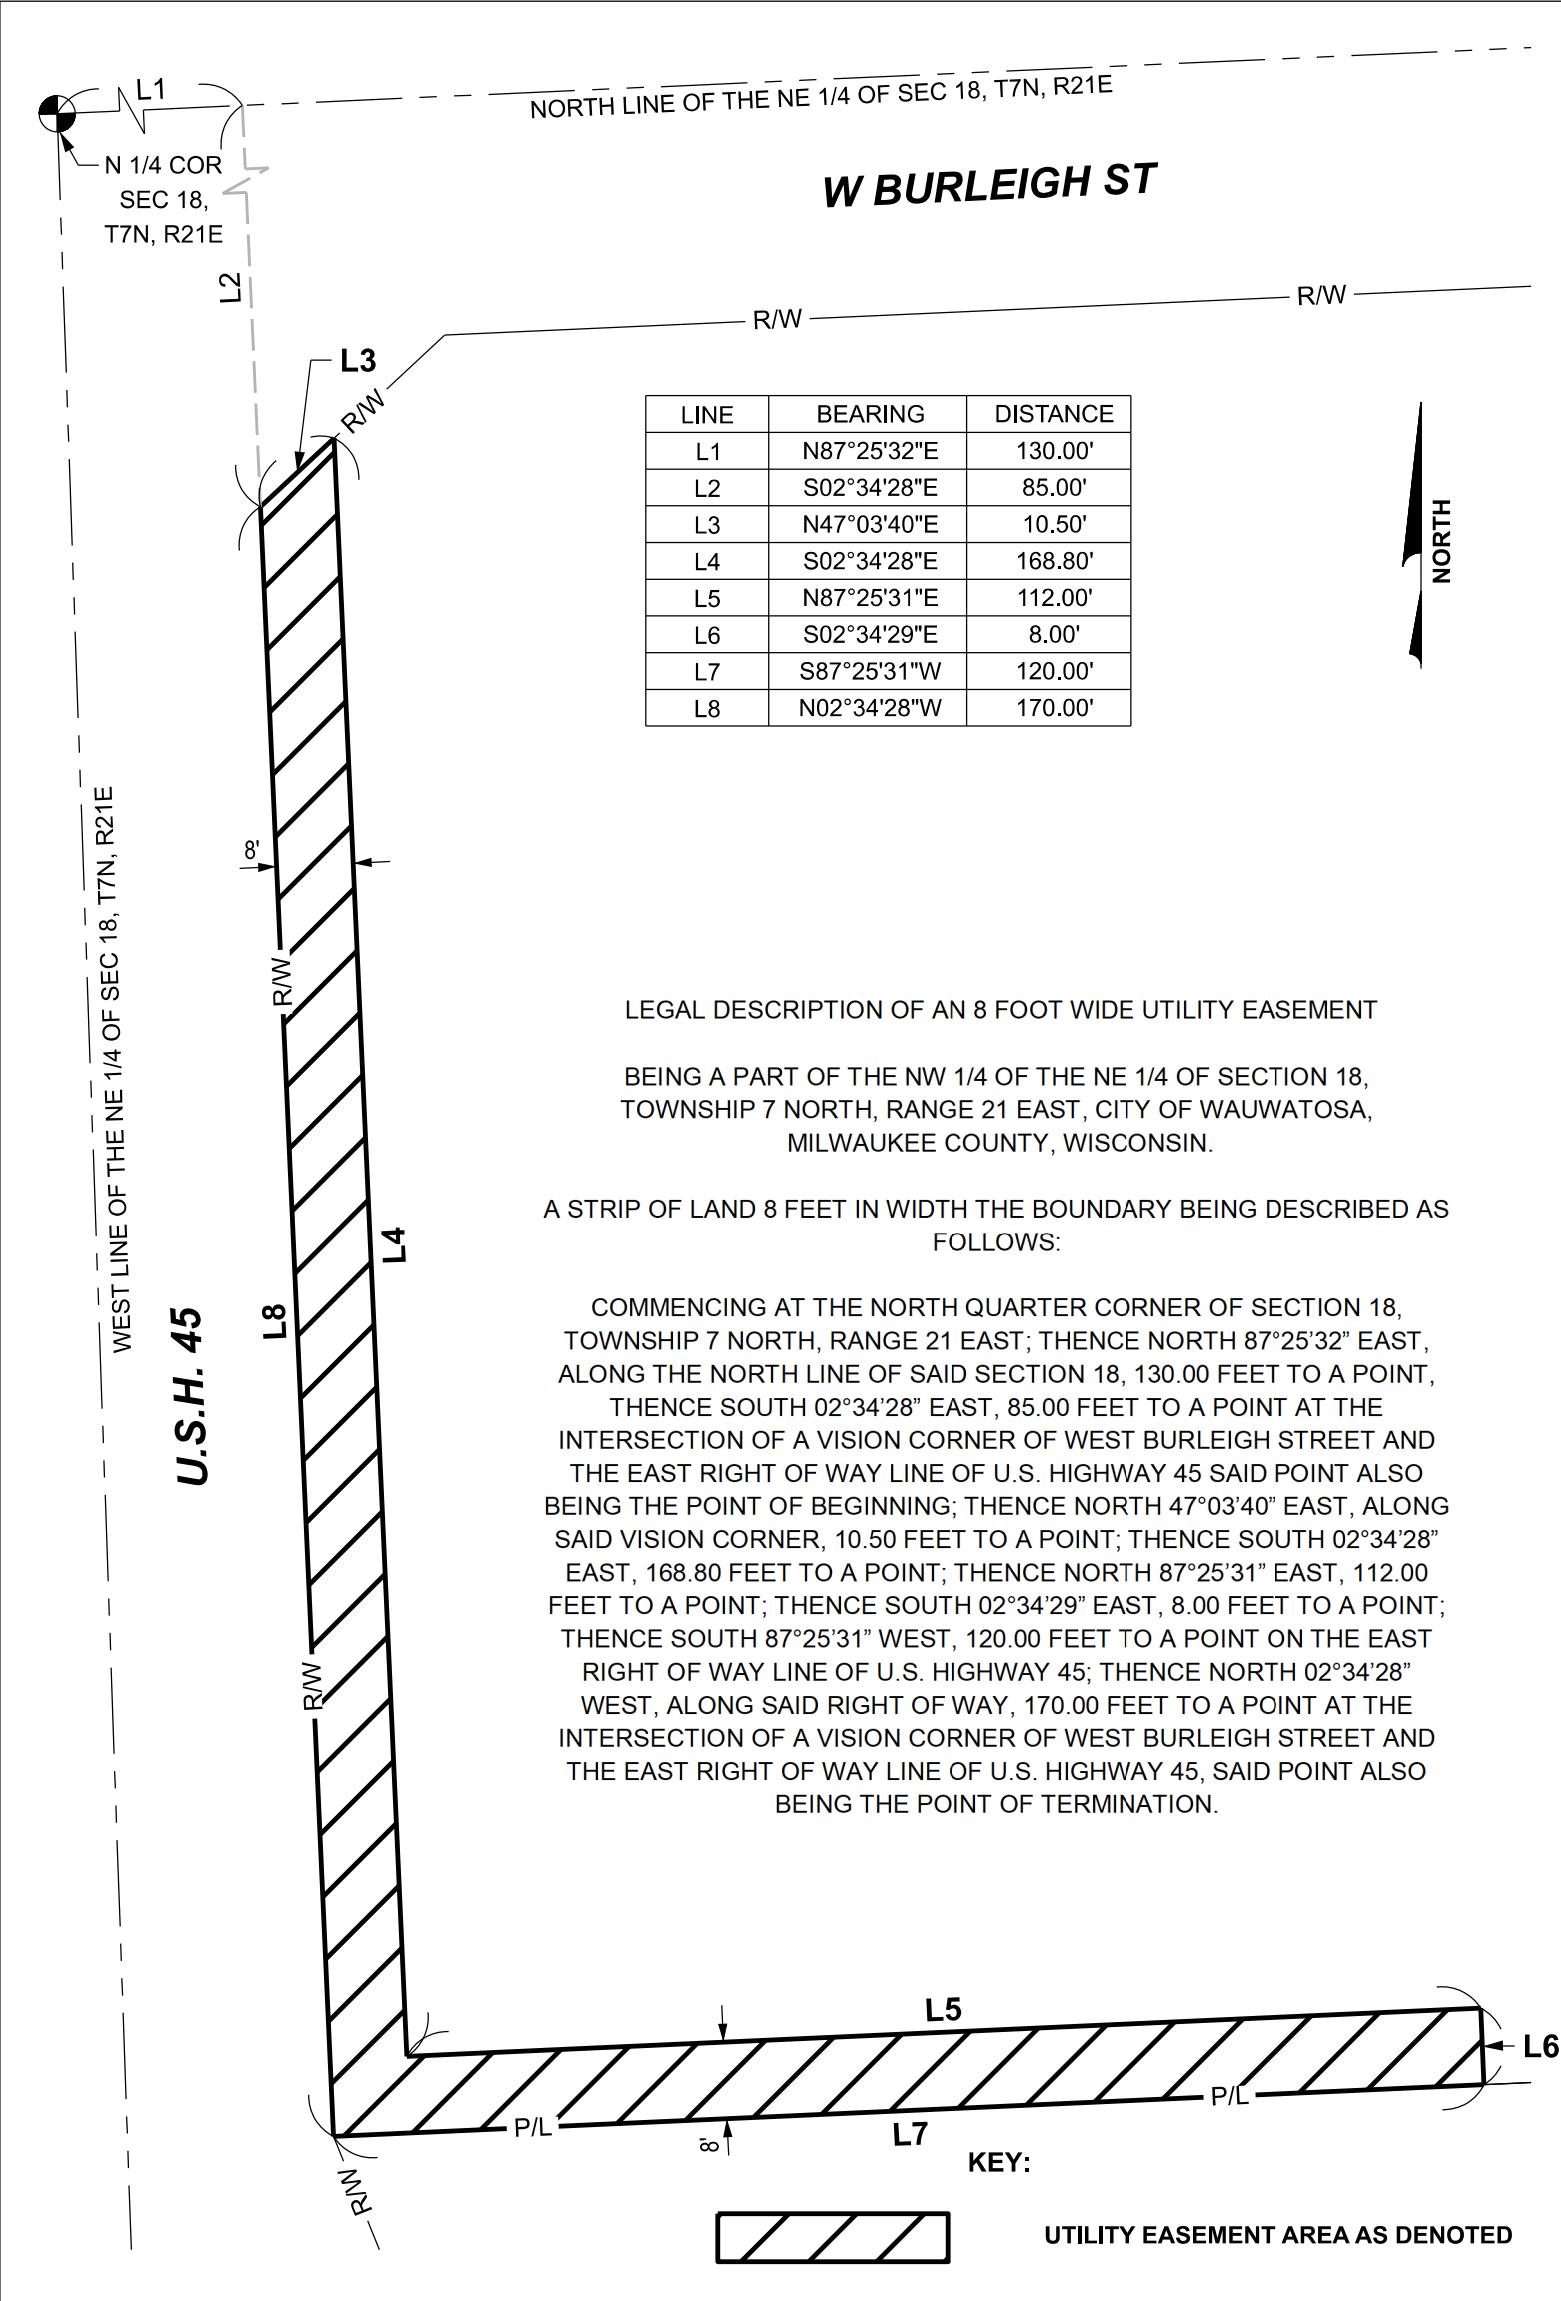 L1
NORTH LINE OF THE NE 1/4 OF SEC 18, T7N, R21E
N 1/4 COR
SEC 18,
T7N, R21E
W BURLEIGH ST
L2
R/W
R/W
L3
R/W
LINE BEARING DISTANCE
L1 N87°25'32"E 130.00'
L2 S02°34'28"E 85.00'
L3 N47°03'40"E 10.50'
L4 S02°34'28"E 168.80'
L5 N87°25'31"E 112.00'
L6 S02°34'29"E 8.00'
L7 S87°25'31"W 120.00'
L8 N02°34'28"W 170.00'
NORTH
WEST LINE OF THE NE 1/4 OF SEC 18, T7N, R21E
8'
R/W
LEGAL DESCRIPTION OF AN 8 FOOT WIDE UTILITY EASEMENT
BEING A PART OF THE NW 1/4 OF THE NE 1/4 OF SECTION 18,
TOWNSHIP 7 NORTH, RANGE 21 EAST, CITY OF WAUWATOSA,
MILWAUKEE COUNTY, WISCONSIN.
A STRIP OF LAND 8 FEET IN WIDTH THE BOUNDARY BEING DESCRIBED AS
FOLLOWS:
L4
L8
U.S.H. 45
COMMENCING AT THE NORTH QUARTER CORNER OF SECTION 18,
TOWNSHIP 7 NORTH, RANGE 21 EAST; THENCE NORTH 87°25’32” EAST,
ALONG THE NORTH LINE OF SAID SECTION 18, 130.00 FEET TO A POINT,
THENCE SOUTH 02°34’28” EAST, 85.00 FEET TO A POINT AT THE
INTERSECTION OF A VISION CORNER OF WEST BURLEIGH STREET AND
THE EAST RIGHT OF WAY LINE OF U.S. HIGHWAY 45 SAID POINT ALSO
BEING THE POINT OF BEGINNING; THENCE NORTH 47°03’40” EAST, ALONG
SAID VISION CORNER, 10.50 FEET TO A POINT; THENCE SOUTH 02°34’28”
EAST, 168.80 FEET TO A POINT; THENCE NORTH 87°25’31” EAST, 112.00
FEET TO A POINT; THENCE SOUTH 02°34’29” EAST, 8.00 FEET TO A POINT;
THENCE SOUTH 87°25’31” WEST, 120.00 FEET TO A POINT ON THE EAST
RIGHT OF WAY LINE OF U.S. HIGHWAY 45; THENCE NORTH 02°34’28”
WEST, ALONG SAID RIGHT OF WAY, 170.00 FEET TO A POINT AT THE
INTERSECTION OF A VISION CORNER OF WEST BURLEIGH STREET AND
THE EAST RIGHT OF WAY LINE OF U.S. HIGHWAY 45, SAID POINT ALSO
BEING THE POINT OF TERMINATION.
R/W
L5
L6
P/L
P/L
L7
8'
R/W
KEY:
UTILITY EASEMENT AREA AS DENOTED